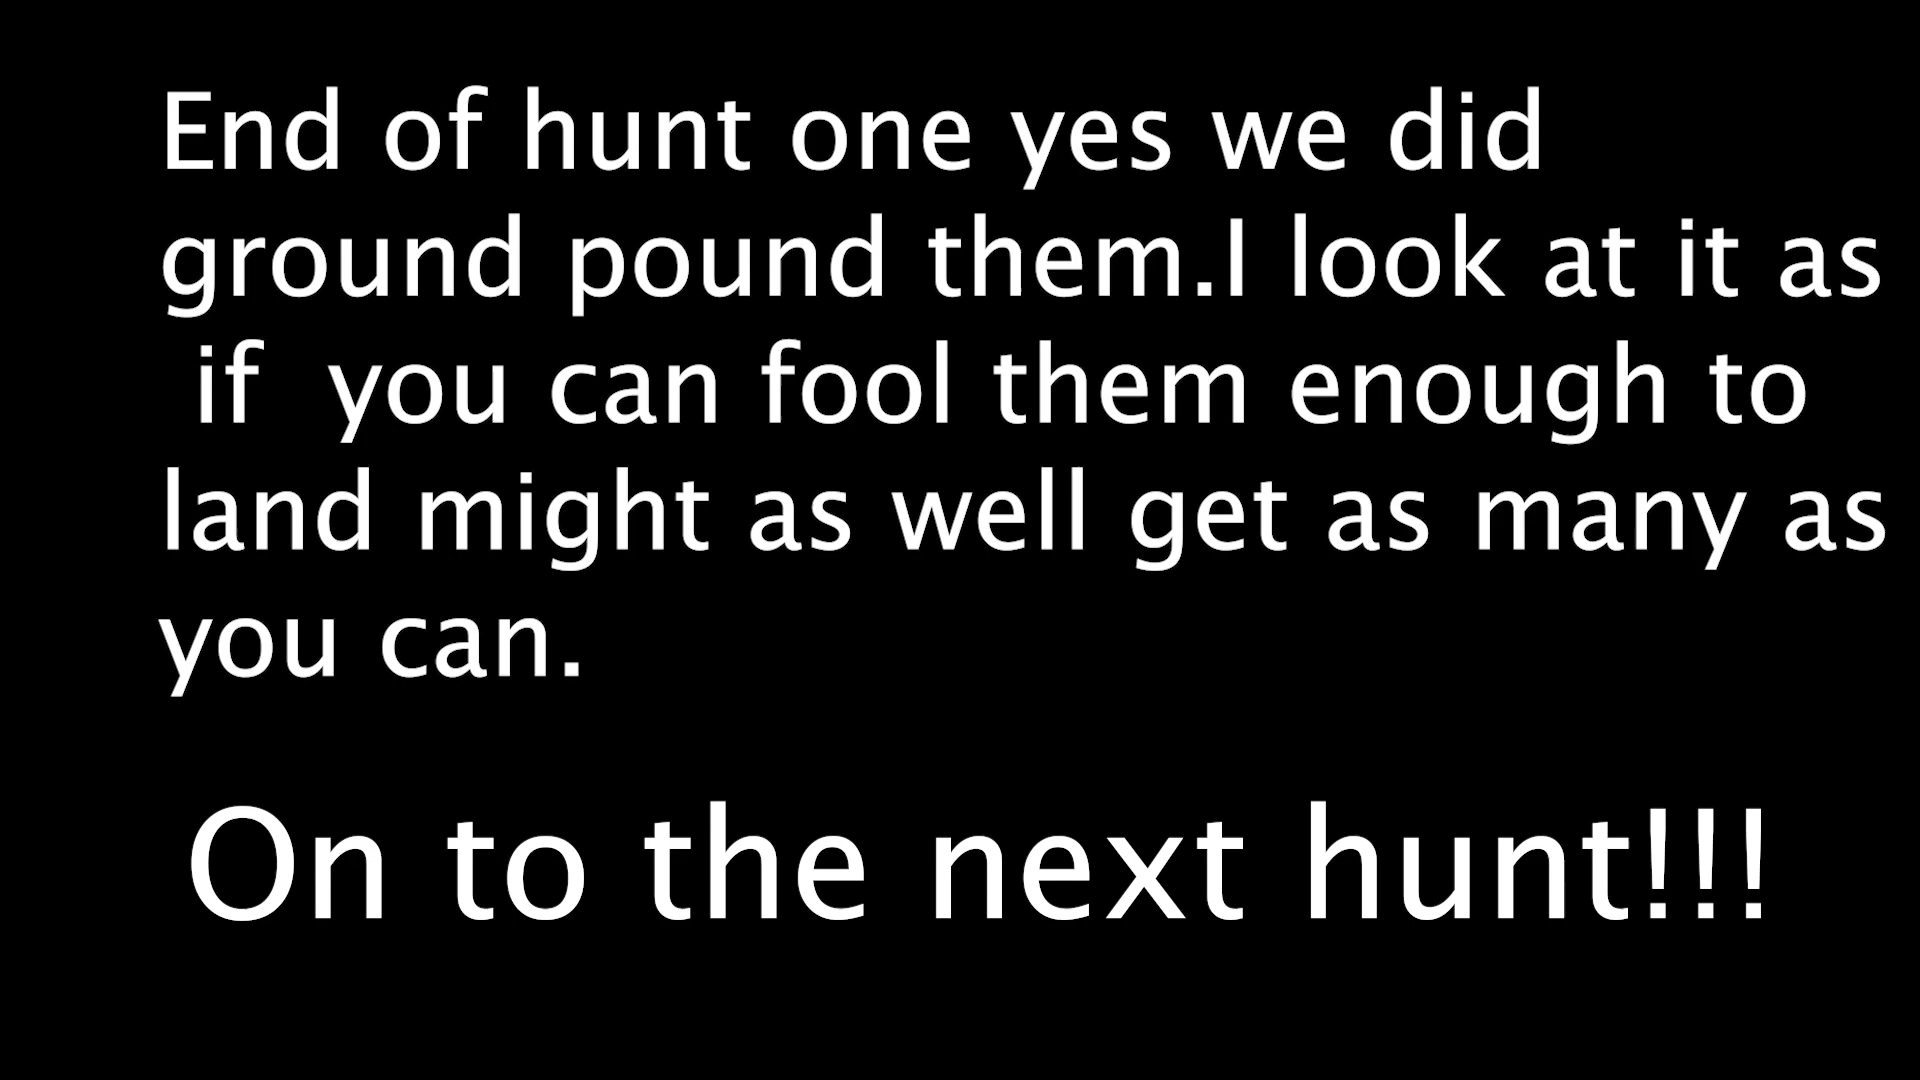 End of hunt one yes we did
ground pound them.I look at it as
if  you can fool them enough to
land might as well get as many as
you can.
On to the next hunt!!!